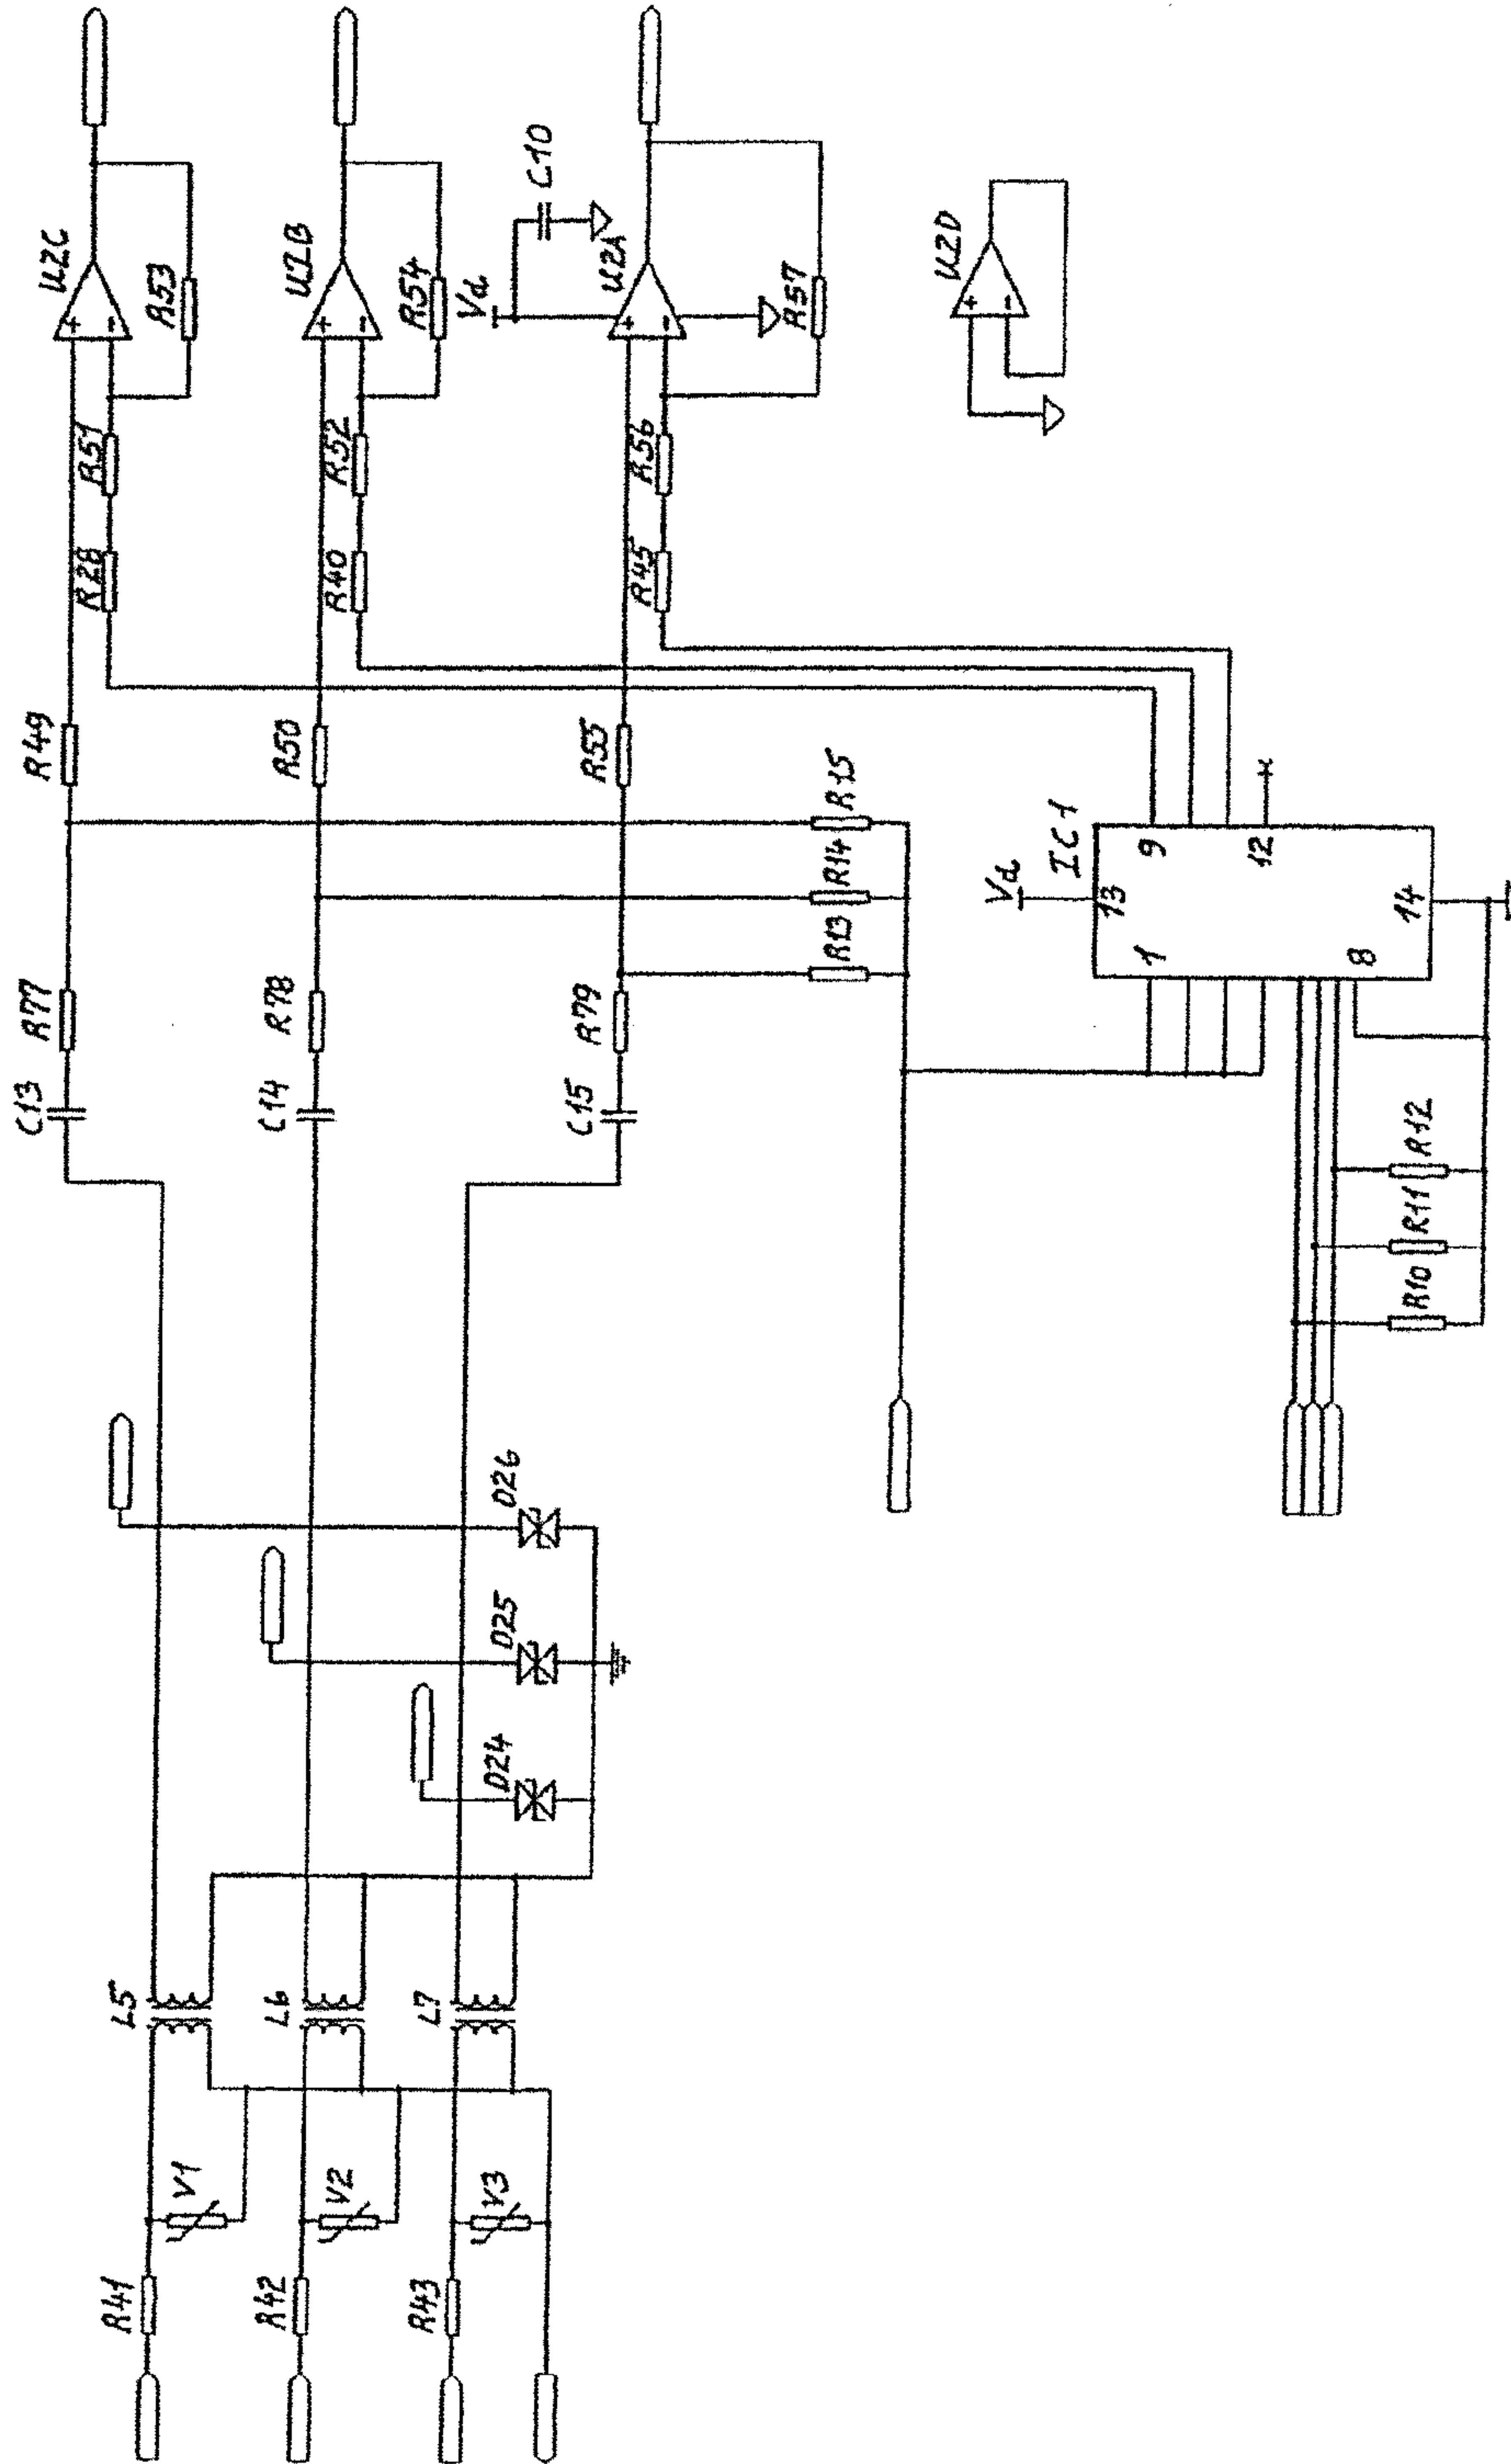 U2C
R49
R28
R51
R53
C13
R77
U2B
R50
R40
R52
R54
C14
R78
Vd
C10
U2A
R55
R45
R56
R57
C15
R79
U2D
R13
R14
R15
L5
L6
L7
R41
V1
R42
V2
R43
V3
D24
D25
D26
Vd
IC1
13
1
9
12
8
14
R10
R11
R12